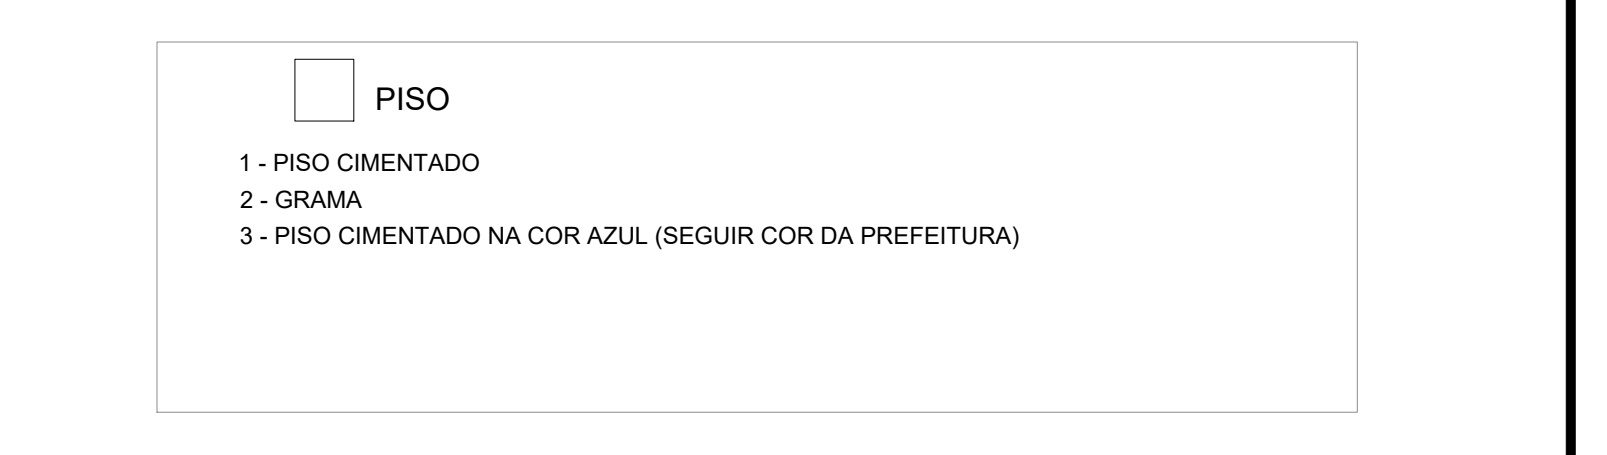 PISO
1 - PISO CIMENTADO
2 - GRAMA
3 - PISO CIMENTADO NA COR AZUL (SEGUIR COR DA PREFEITURA)